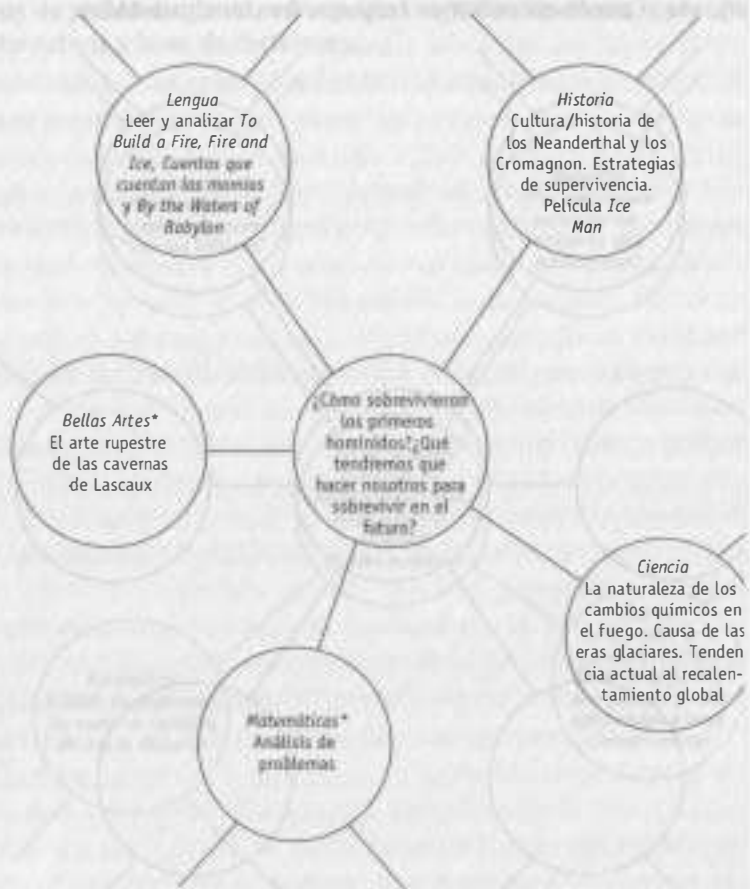 Lengua
Leer y analizar To
Build a Fire, Fire and
Ice, Cuentos que
cuentan las momias
y By the Waters of
Babylon
Historia
Cultura/historia de
los Neanderthal y los
Cromagnon. Estrategias
de supervivencia.
Película Ice
Man
Bellas Artes*
El arte rupestre
de las cavernas
de Lascaux
¿Cómo sobrevivieron
los primeros
homínidos?¿Qué
tendremos que
hacer nosotros para
sobrevivir en el
futuro?
Ciencia
La naturaleza de los
cambios químicos en
el fuego. Causa de las
eras glaciares. Tenden
cia actual al recalen-
tamiento global
Matemáticas*
Análisis de
problemas